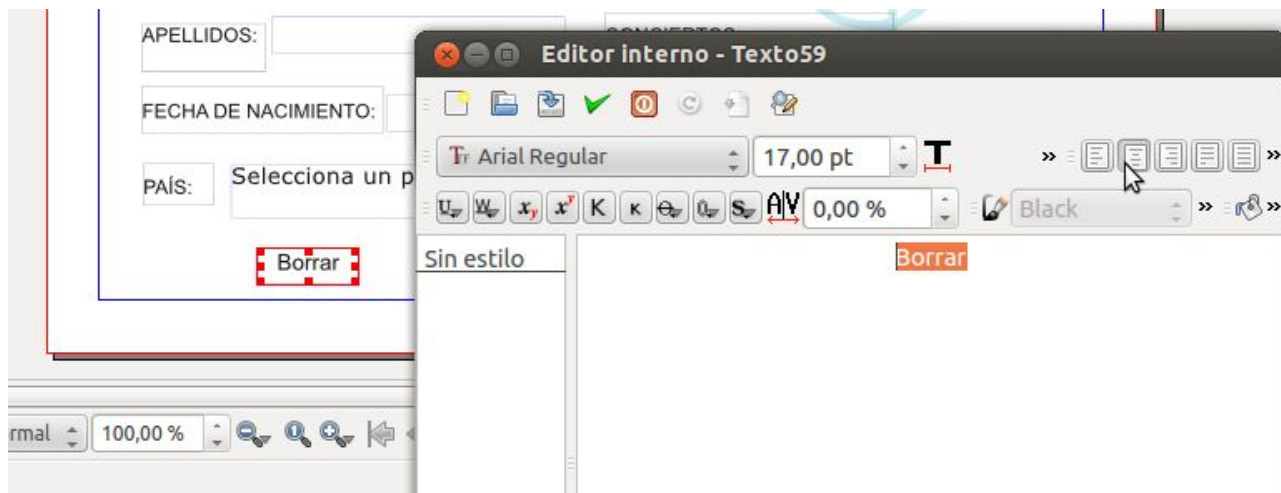 APELLIDOS:
Editor interno - Texto59
FECHA DE NACIMIENTO:
Arial Regular
17,00 pt
0,00 %
Black
PAÍS:
Selecciona un p
Borrar
Sin estilo
Borrar
rmal
100,00 %